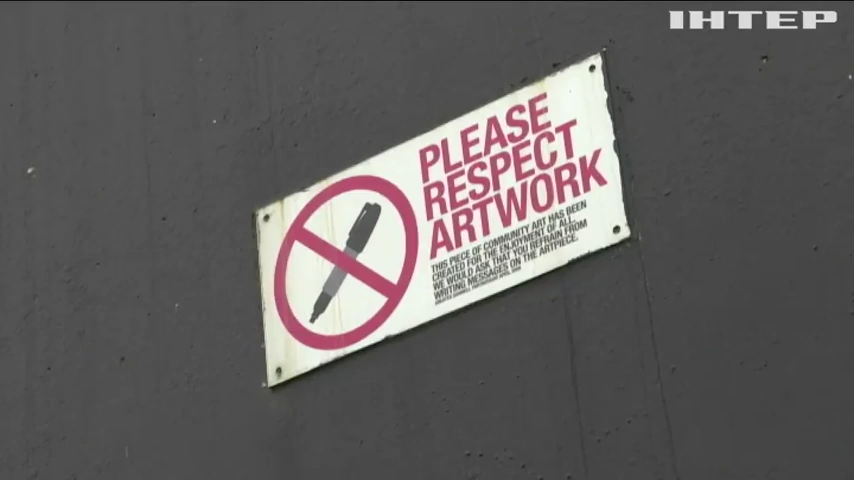 ІНТЕР
PLEASE
RESPECT
ARTWORK
THIS PIECE OF COMMUNITY ART HAS BEEN
CREATED FOR THE ENJOYMENT OF ALL.
WE WOULD ASK THAT YOU REFRAIN FROM
WRITING MESSAGES ON THE ARTPIECE.